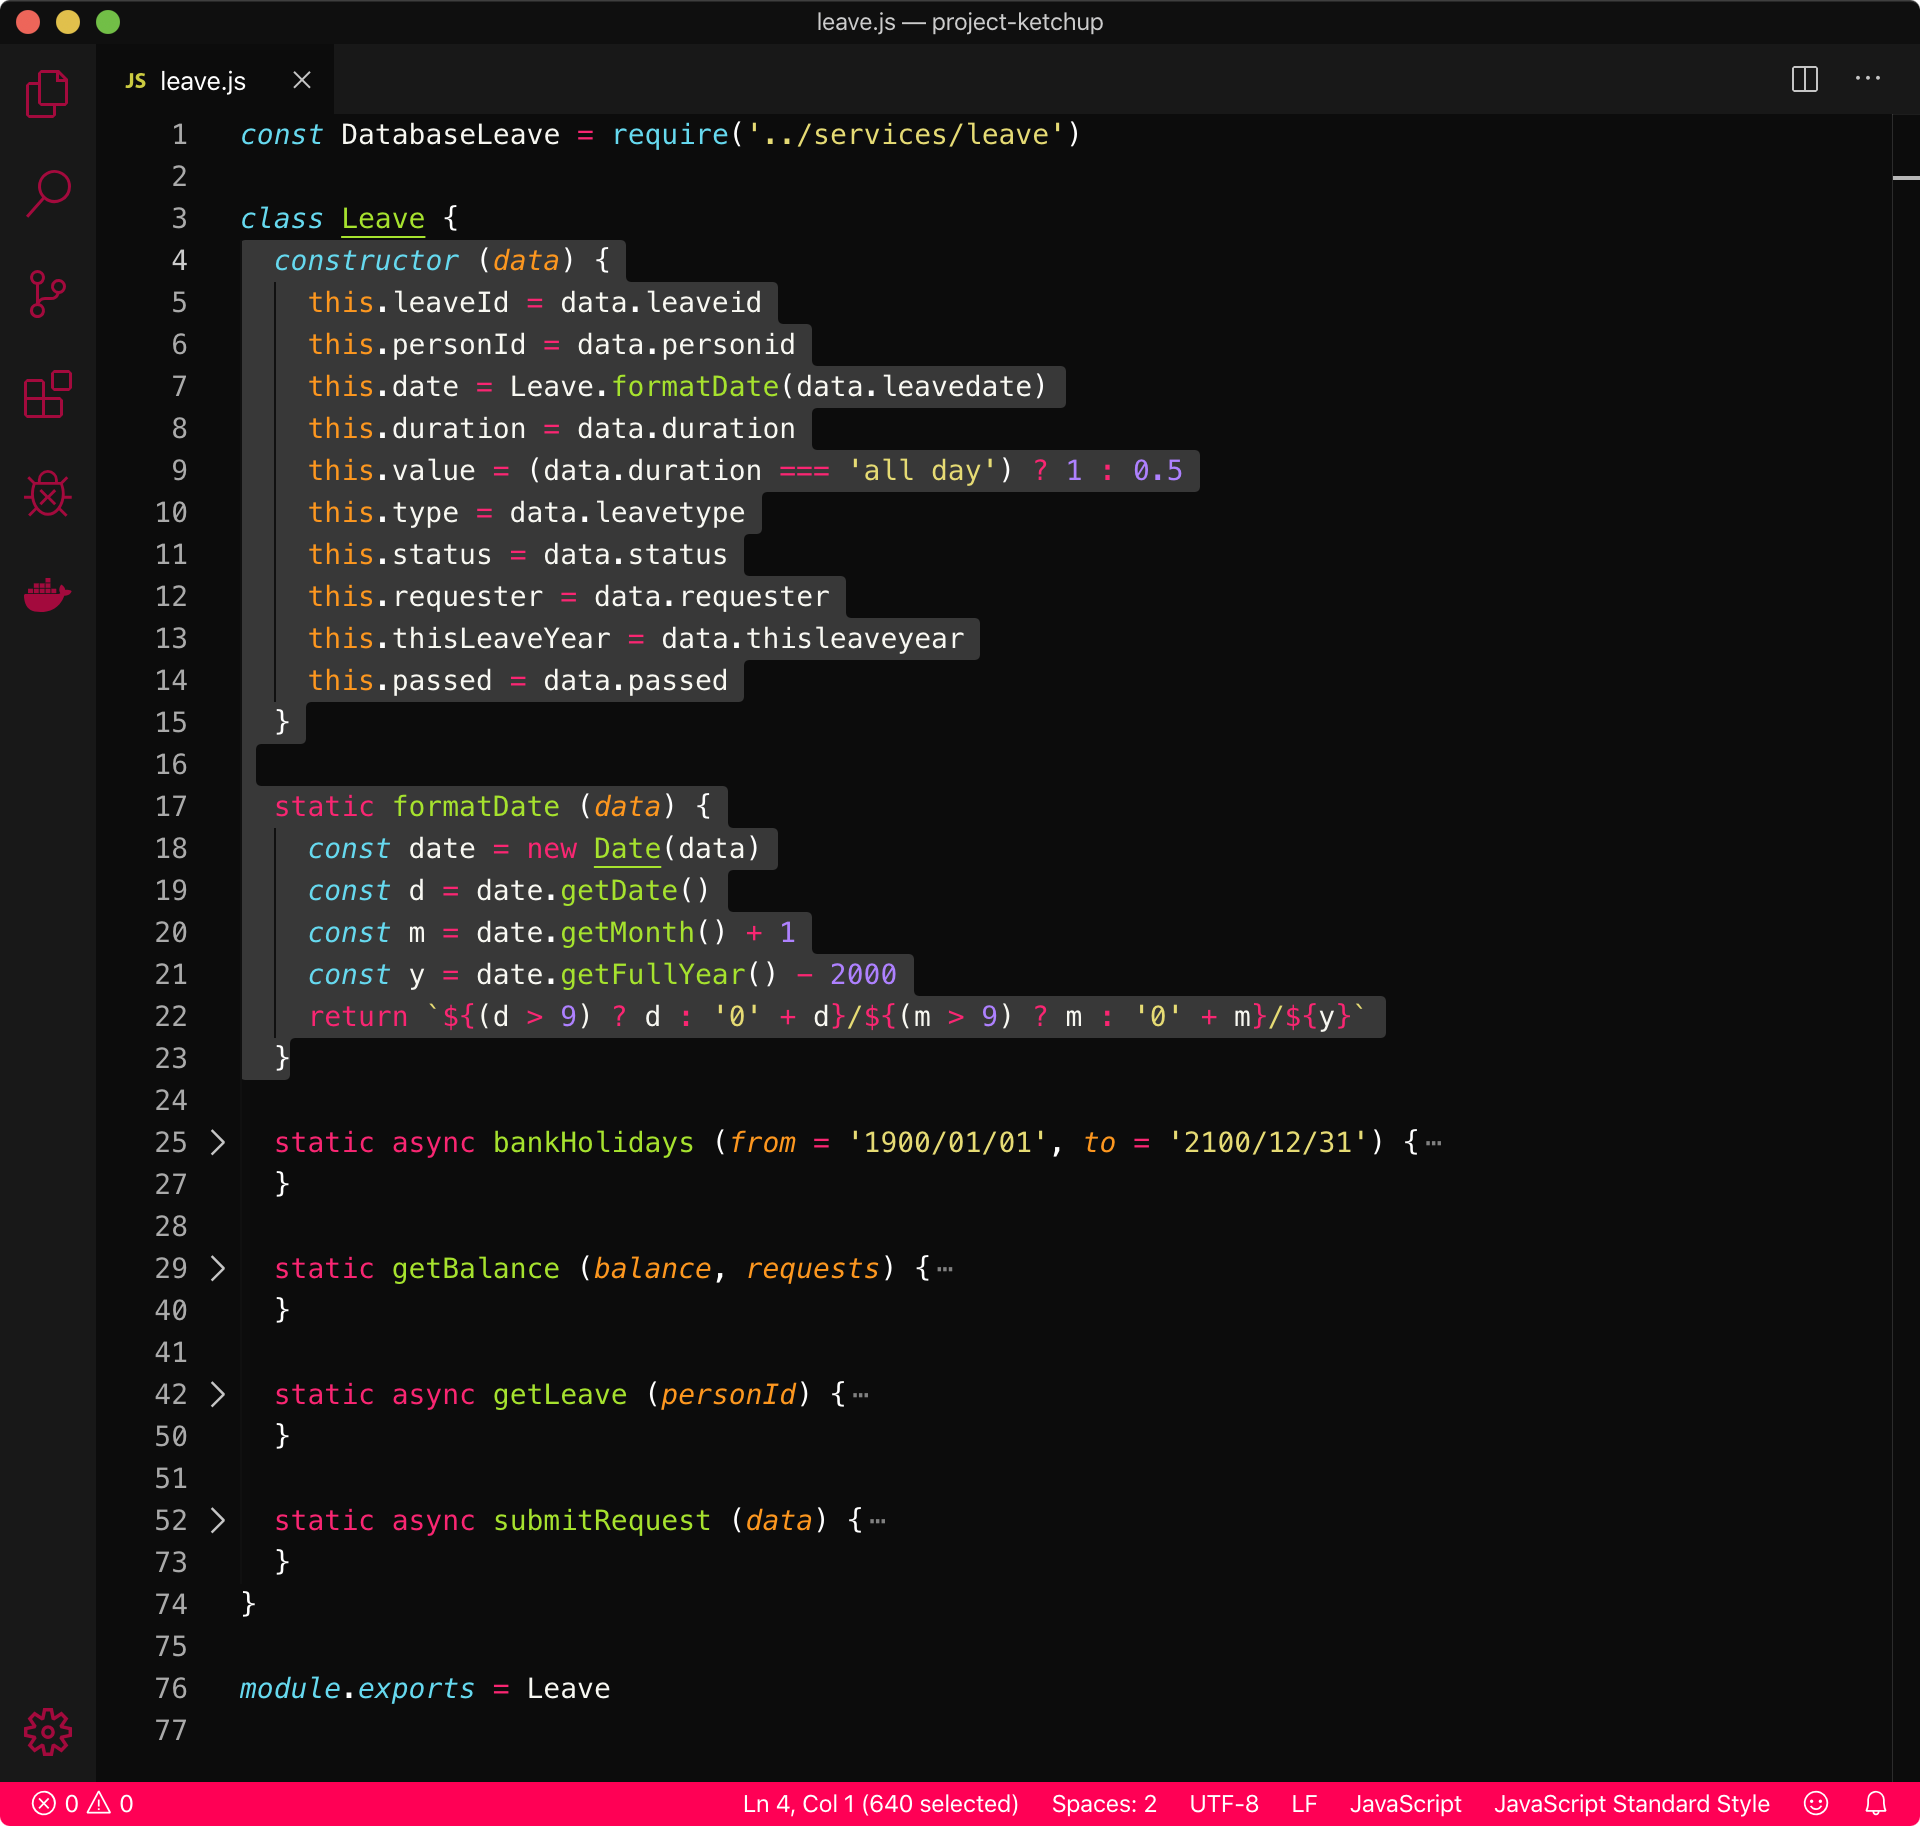 leave.js — project-ketchup
JS leave.js
1 const DatabaseLeave = require('../services/leave')
2
3 class Leave {
4   constructor (data) {
5     this.leaveId = data.leaveid
6     this.personId = data.personid
7     this.date = Leave.formatDate(data.leavedate)
8     this.duration = data.duration
9     this.value = (data.duration === 'all day') ? 1 : 0.5
10     this.type = data.leavetype
11     this.status = data.status
12     this.requester = data.requester
13     this.thisLeaveYear = data.thisleaveyear
14     this.passed = data.passed
15   }
16
17   static formatDate (data) {
18     const date = new Date(data)
19     const d = date.getDate()
20     const m = date.getMonth() + 1
21     const y = date.getFullYear() - 2000
22     return `${(d > 9) ? d : '0' + d}/${(m > 9) ? m : '0' + m}/${y}`
23   }
24
25   static async bankHolidays (from = '1900/01/01', to = '2100/12/31') {…
27   }
28
29   static getBalance (balance, requests) {…
40   }
41
42   static async getLeave (personId) {…
50   }
51
52   static async submitRequest (data) {…
73   }
74 }
75
76 module.exports = Leave
77
0 0 Ln 4, Col 1 (640 selected) Spaces: 2 UTF-8 LF JavaScript JavaScript Standard Style